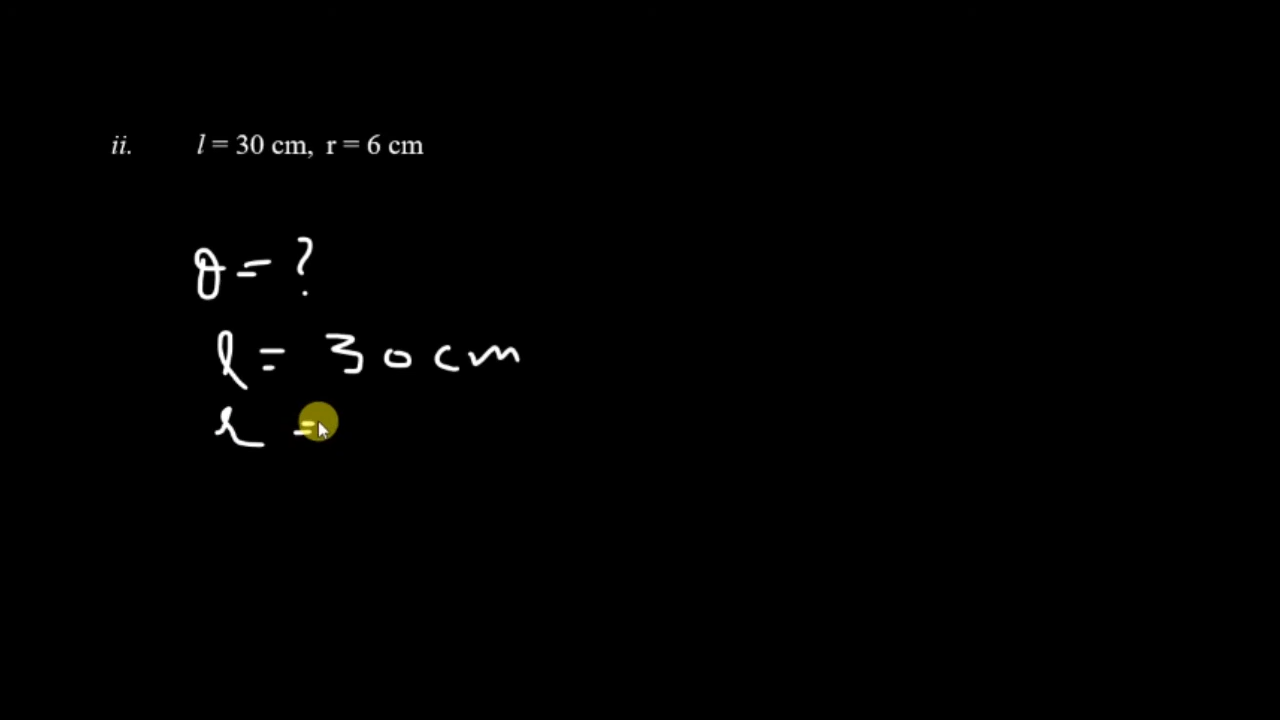 ii. l = 30 cm, r = 6 cm
θ = ?
l = 30 cm
r =